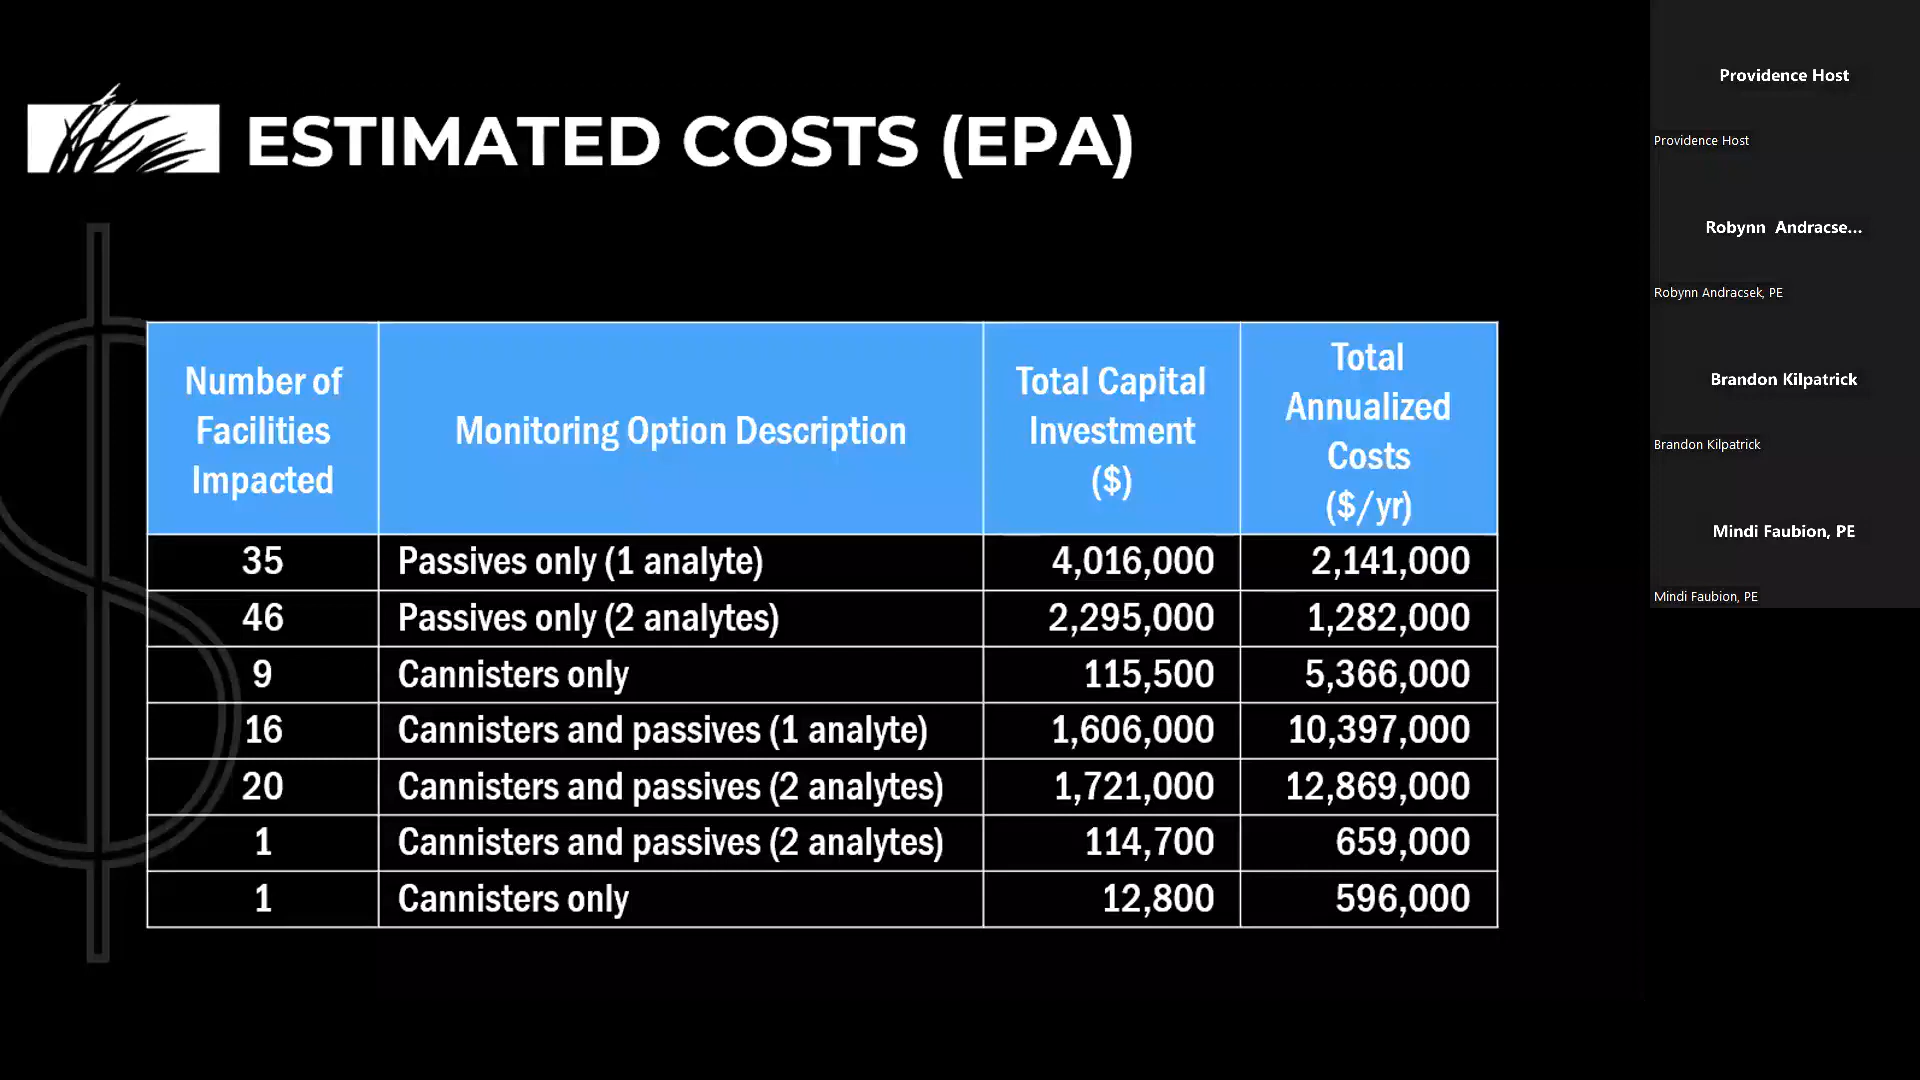 ESTIMATED COSTS (EPA)
Number of
Facilities
Impacted
Monitoring Option Description
Total Capital
Investment
($)
Total
Annualized
Costs
($/yr)
35 Passives only (1 analyte) 4,016,000 2,141,000
46 Passives only (2 analytes) 2,295,000 1,282,000
9 Cannisters only 115,500 5,366,000
16 Cannisters and passives (1 analyte) 1,606,000 10,397,000
20 Cannisters and passives (2 analytes) 1,721,000 12,869,000
1 Cannisters and passives (2 analytes) 114,700 659,000
1 Cannisters only 12,800 596,000
Providence Host
Providence Host
Robynn Andracse...
Robynn Andracsek, PE
Brandon Kilpatrick
Brandon Kilpatrick
Mindi Faubion, PE
Mindi Faubion, PE